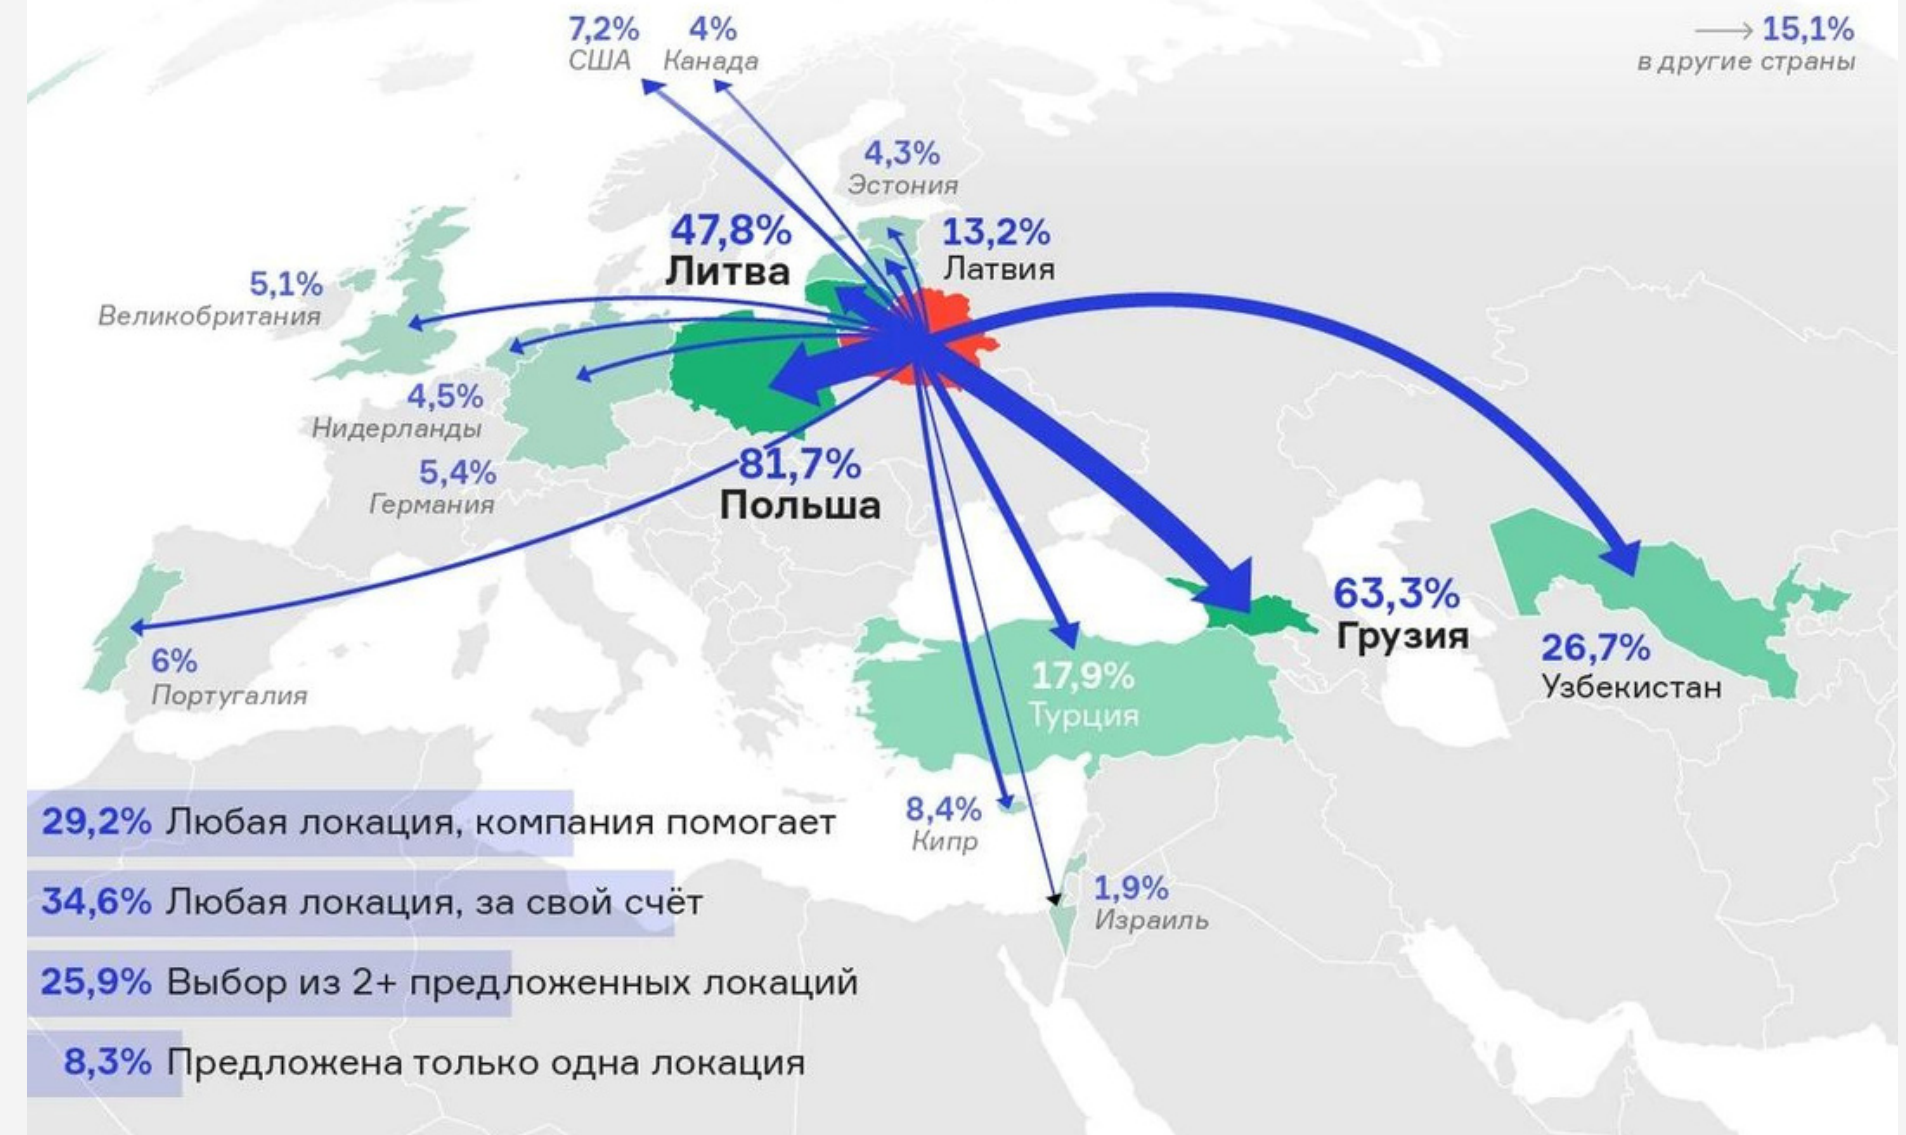 7,2%
США
4%
Канада
15,1%
в другие страны
4,3%
Эстония
47,8%
Литва
13,2%
Латвия
5,1%
Великобритания
4,5%
Нидерланды
5,4%
Германия
81,7%
Польша
63,3%
Грузия
26,7%
Узбекистан
6%
Португалия
17,9%
Турция
8,4%
Кипр
1,9%
Израиль
29,2% Любая локация, компания помогает
34,6% Любая локация, за свой счёт
25,9% Выбор из 2+ предложенных локаций
8,3% Предложена только одна локация